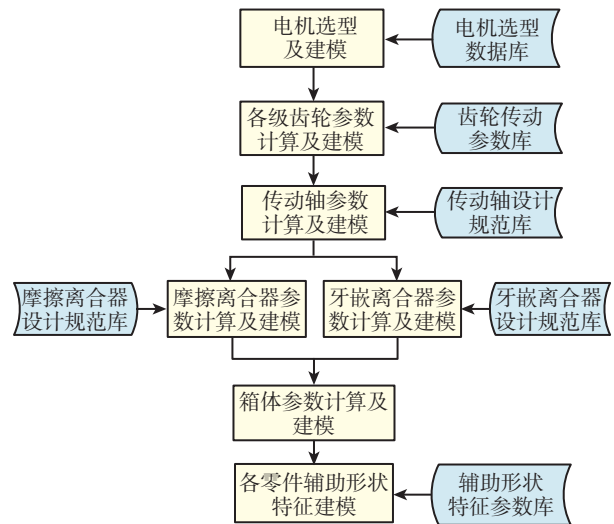 电机选型
及建模
电机选型
数据库
各级齿轮参数
计算及建模
齿轮传动
参数库
传动轴参数
计算及建模
传动轴设计
规范库
摩擦离合器
设计规范库
摩擦离合器参
数计算及建模
牙嵌离合器参
数计算及建模
牙嵌离合器
设计规范库
箱体参数计算及
建模
各零件辅助形状
特征建模
辅助形状
特征参数库